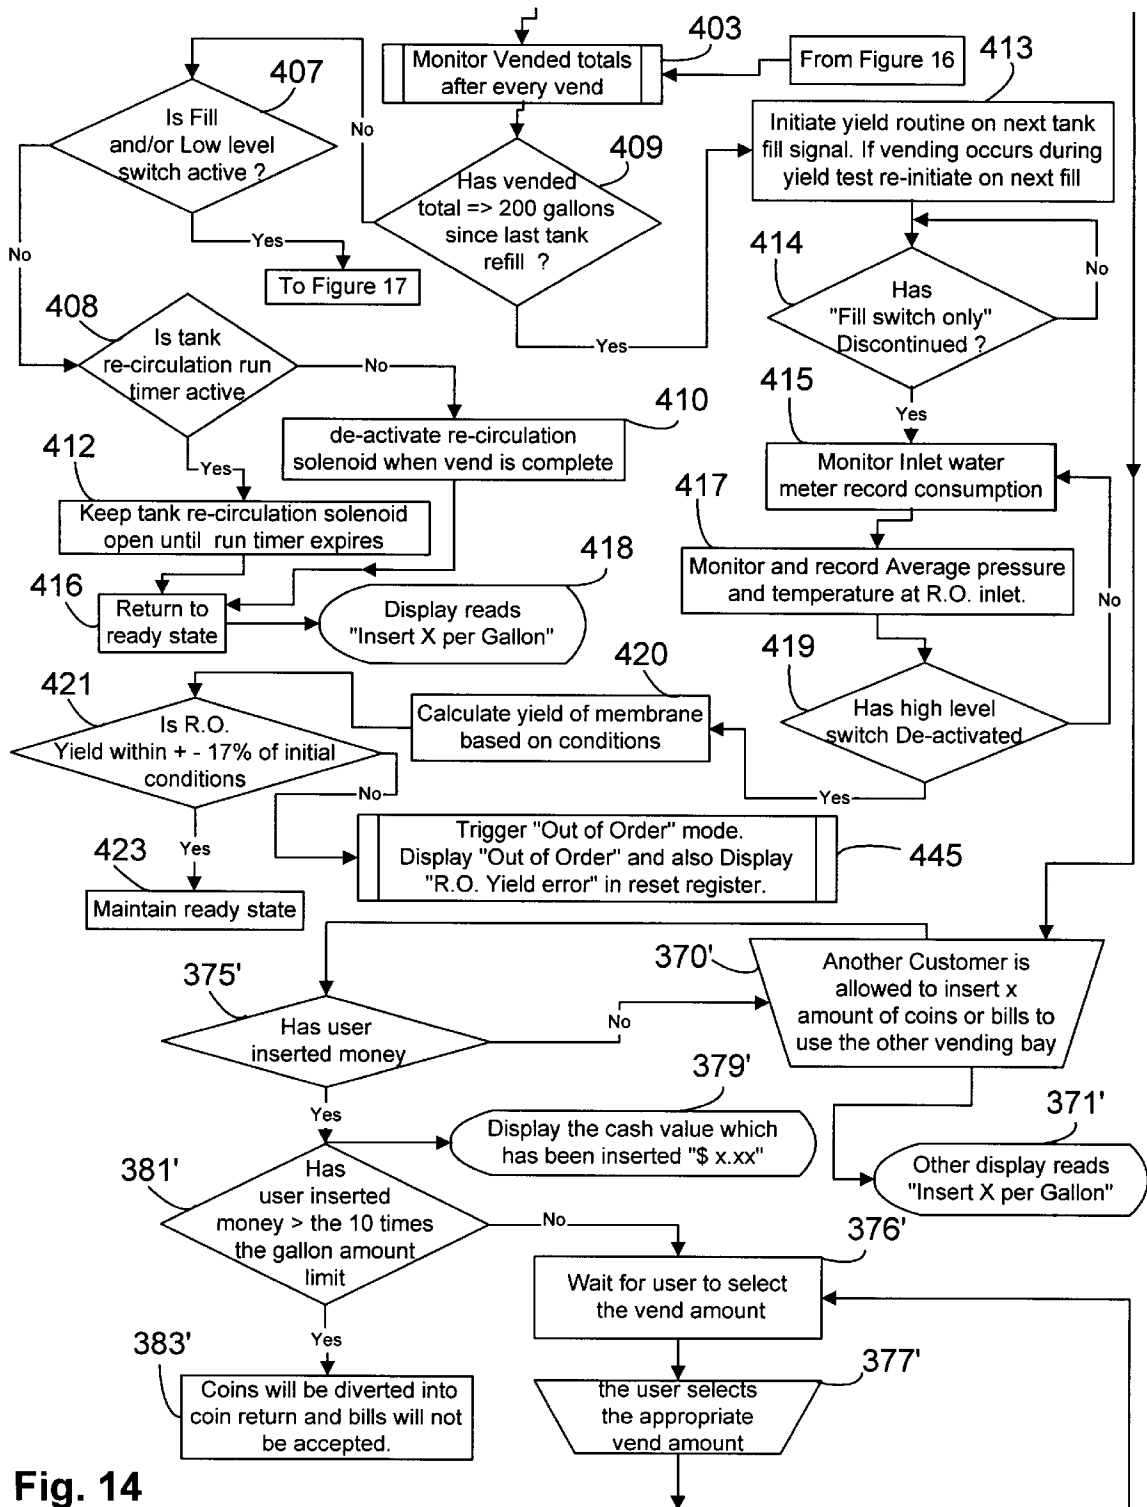 403
Monitor Vended totals
after every vend
From Figure 16
413
407
Is Fill
and/or Low level
switch active ?
No
409
Has vended
total => 200 gallons
since last tank
refill ?
Initiate yield routine on next tank
fill signal. If vending occurs during
yield test re-initiate on next fill
Yes
No
To Figure 17
414
Has
"Fill switch only"
Discontinued ?
No
408
Is tank
re-circulation run
timer active
Yes
No
415
Yes
410
de-activate re-circulation
solenoid when vend is complete
Monitor Inlet water
meter record consumption
412
Yes
Keep tank re-circulation solenoid
open until run timer expires
417
Monitor and record Average pressure
and temperature at R.O. inlet.
No
418
416
Return to
ready state
Display reads
"Insert X per Gallon"
419
Has high level
switch De-activated
420
Calculate yield of membrane
based on conditions
421
Is R.O.
Yield within + - 17% of initial
conditions
No
Yes
Yes
Trigger "Out of Order" mode.
Display "Out of Order" and also Display
"R.O. Yield error" in reset register.
445
423
Maintain ready state
370'
Another Customer is
allowed to insert x
amount of coins or bills to
use the other vending bay
375'
Has user
inserted money
No
Yes
379'
Display the cash value which
has been inserted "$ x.xx"
371'
Other display reads
"Insert X per Gallon"
381'
Has
user inserted
money > the 10 times
the gallon amount
limit
No
376'
Wait for user to select
the vend amount
Yes
383'
Coins will be diverted into
coin return and bills will not
be accepted.
377'
the user selects
the appropriate
vend amount
Fig. 14